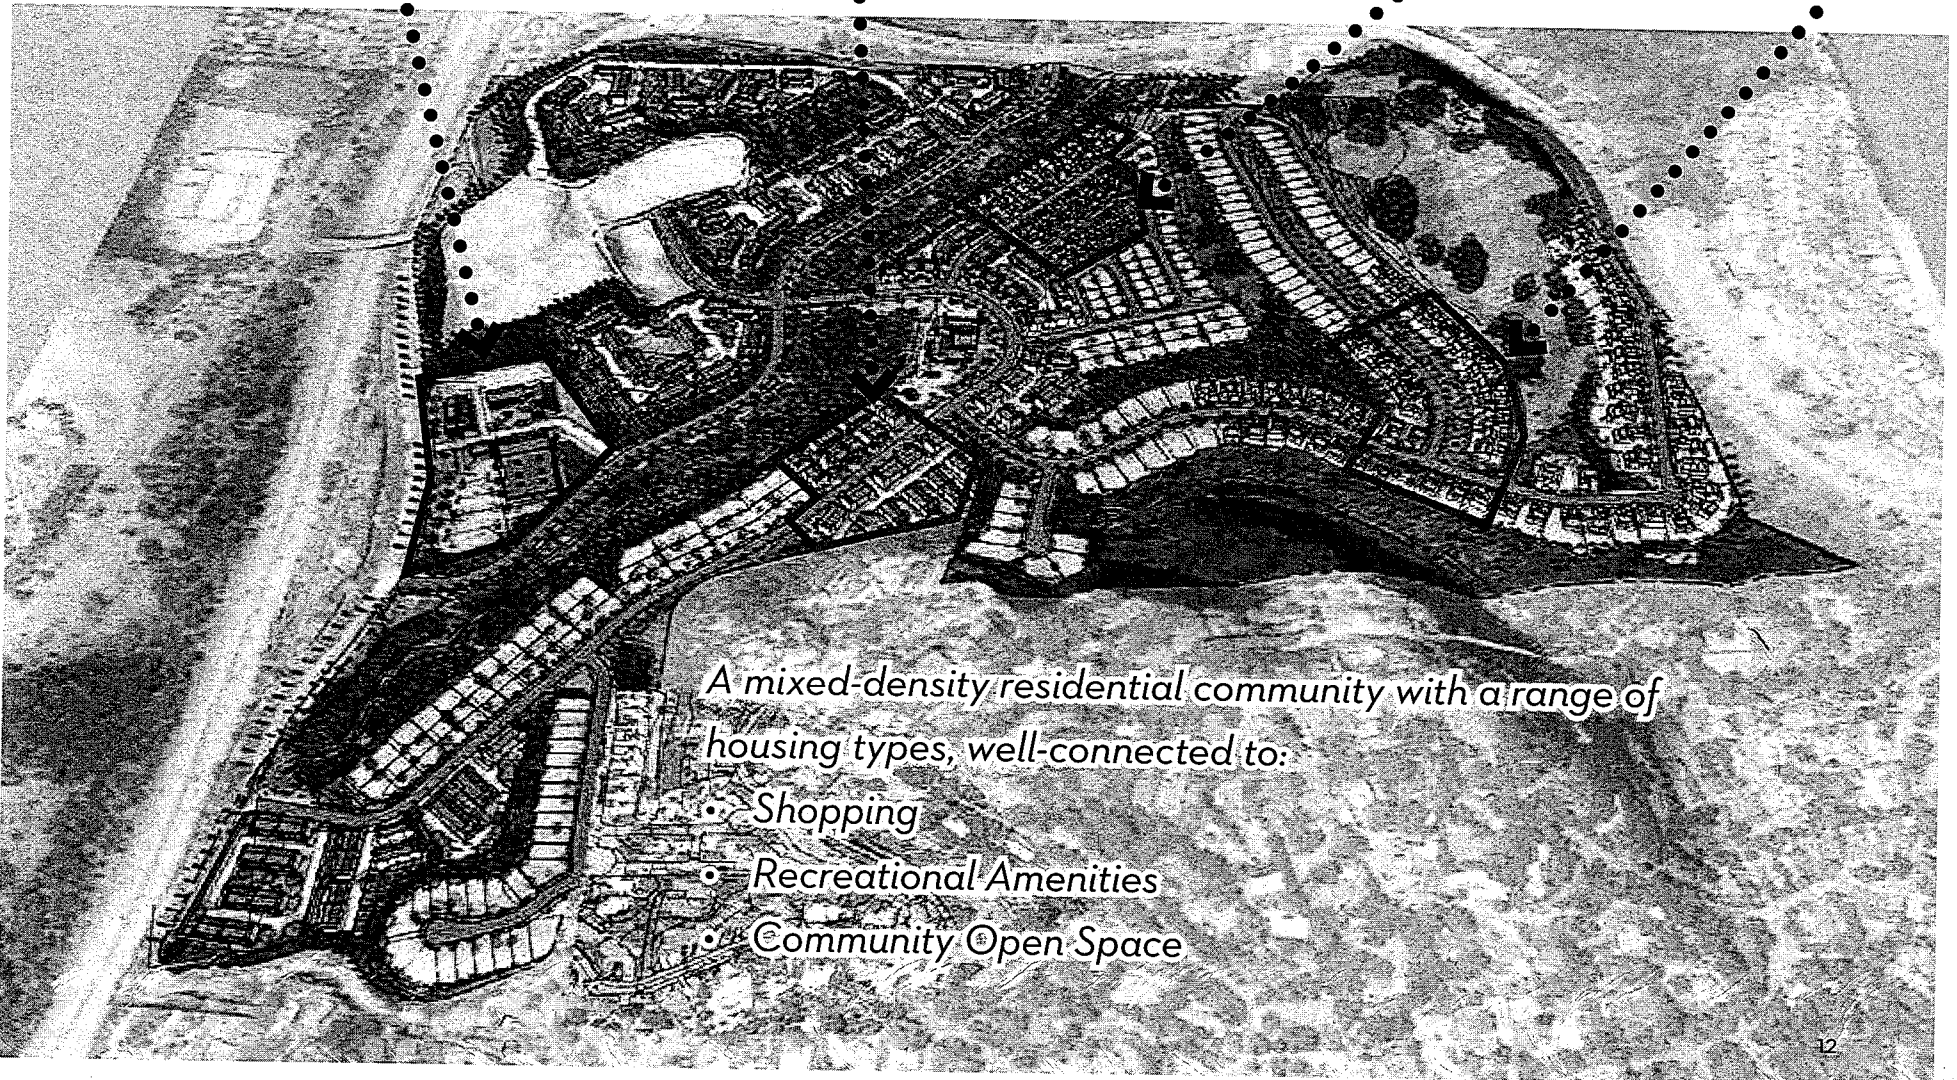 A mixed-density residential community with a range of
housing types, well-connected to:
• Shopping
• Recreational Amenities
• Community Open Space
12